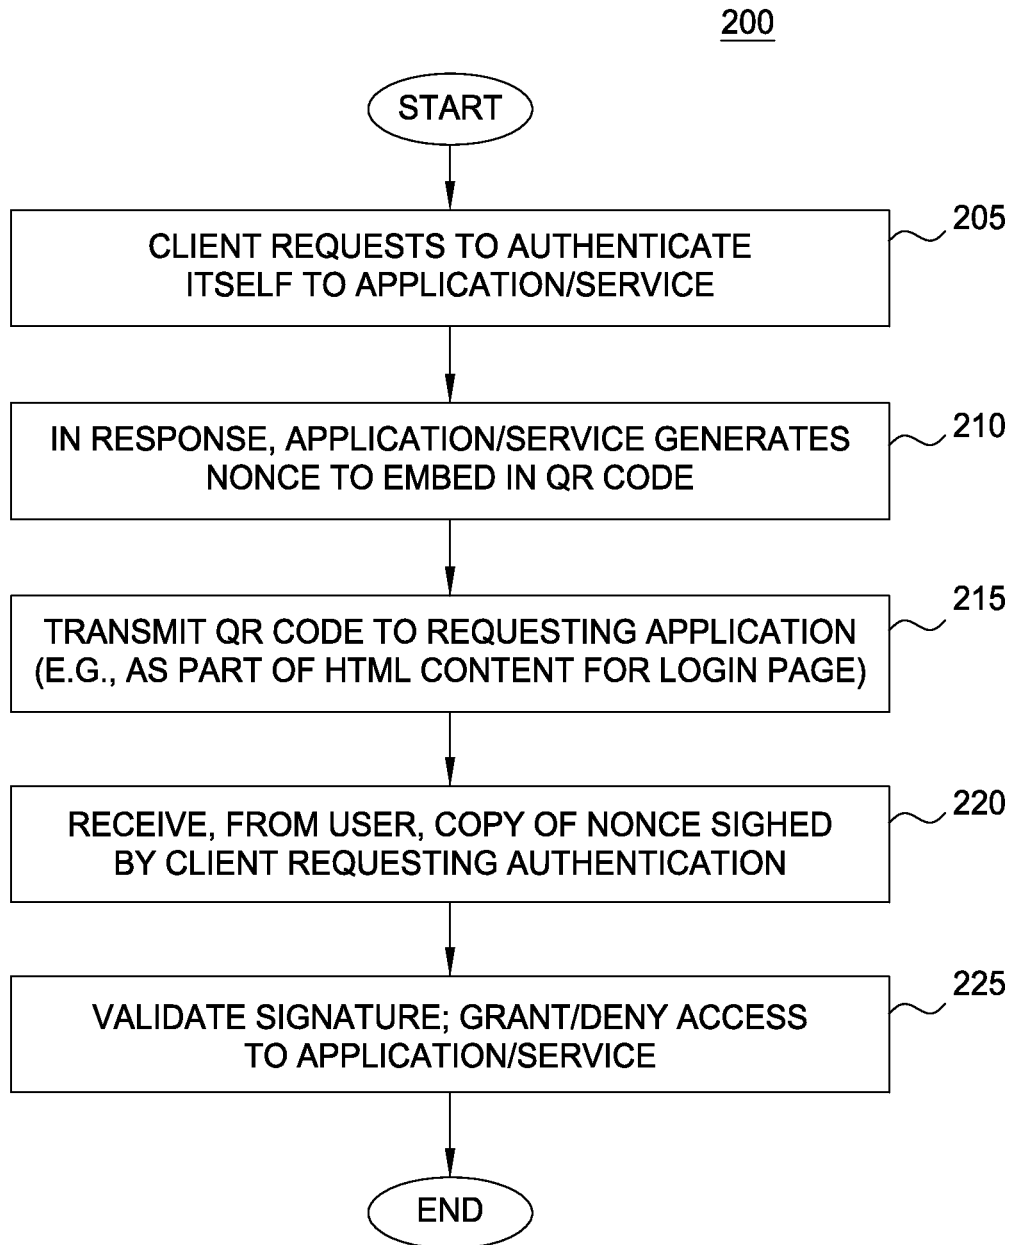 200
START
CLIENT REQUESTS TO AUTHENTICATE
ITSELF TO APPLICATION/SERVICE
205
IN RESPONSE, APPLICATION/SERVICE GENERATES
NONCE TO EMBED IN QR CODE
210
TRANSMIT QR CODE TO REQUESTING APPLICATION
(E.G., AS PART OF HTML CONTENT FOR LOGIN PAGE)
215
RECEIVE, FROM USER, COPY OF NONCE SIGHED
BY CLIENT REQUESTING AUTHENTICATION
220
VALIDATE SIGNATURE; GRANT/DENY ACCESS
TO APPLICATION/SERVICE
225
END